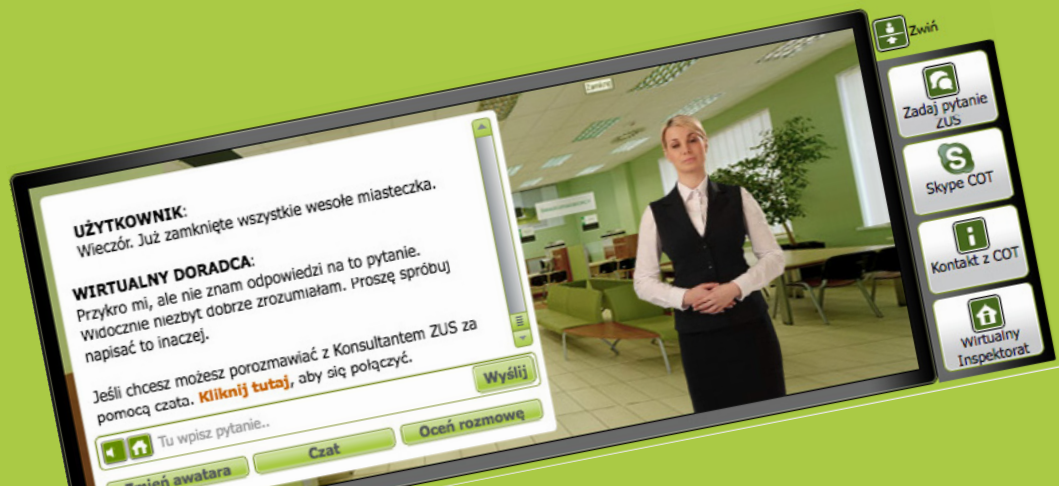 Zwiń
Zamknij
UŻYTKOWNIK:
Wieczór. Już zamknięte wszystkie wesołe miasteczka.
WIRTUALNY DORADCA:
Przykro mi, ale nie znam odpowiedzi na to pytanie.
Widocznie niezbyt dobrze zrozumiałam. Proszę spróbuj
napisać to inaczej.
Jeśli chcesz możesz porozmawiać z Konsultantem ZUS za
pomocą czata. Kliknij tutaj, aby się połączyć.
Tu wpisz pytanie..
Wyślij
Zmień awatara
Czat
Oceń rozmowę
Zadaj pytanie
ZUS
Skype COT
Kontakt z COT
Wirtualny
Inspektorat